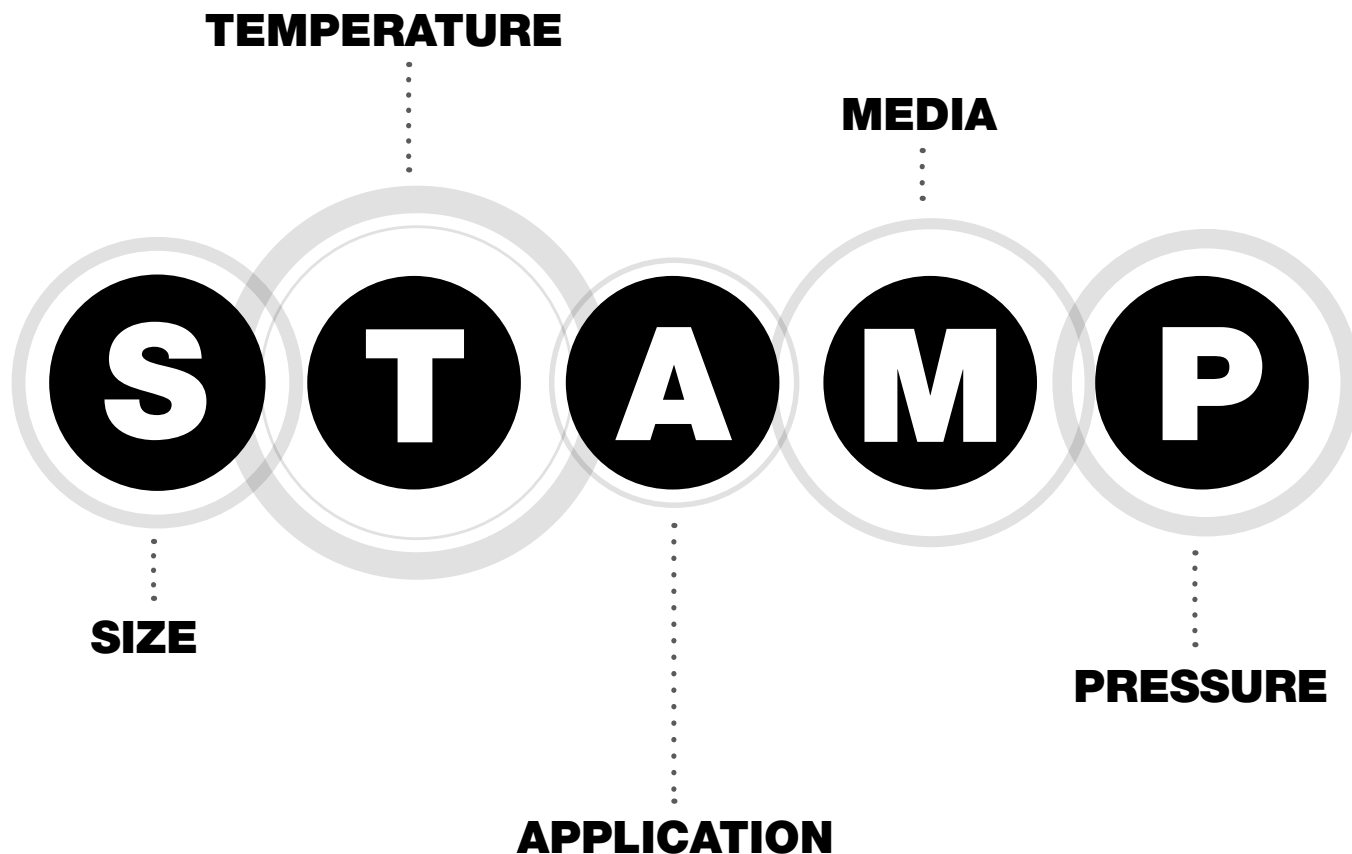 TEMPERATURE
MEDIA
S T A M P
SIZE
PRESSURE
APPLICATION